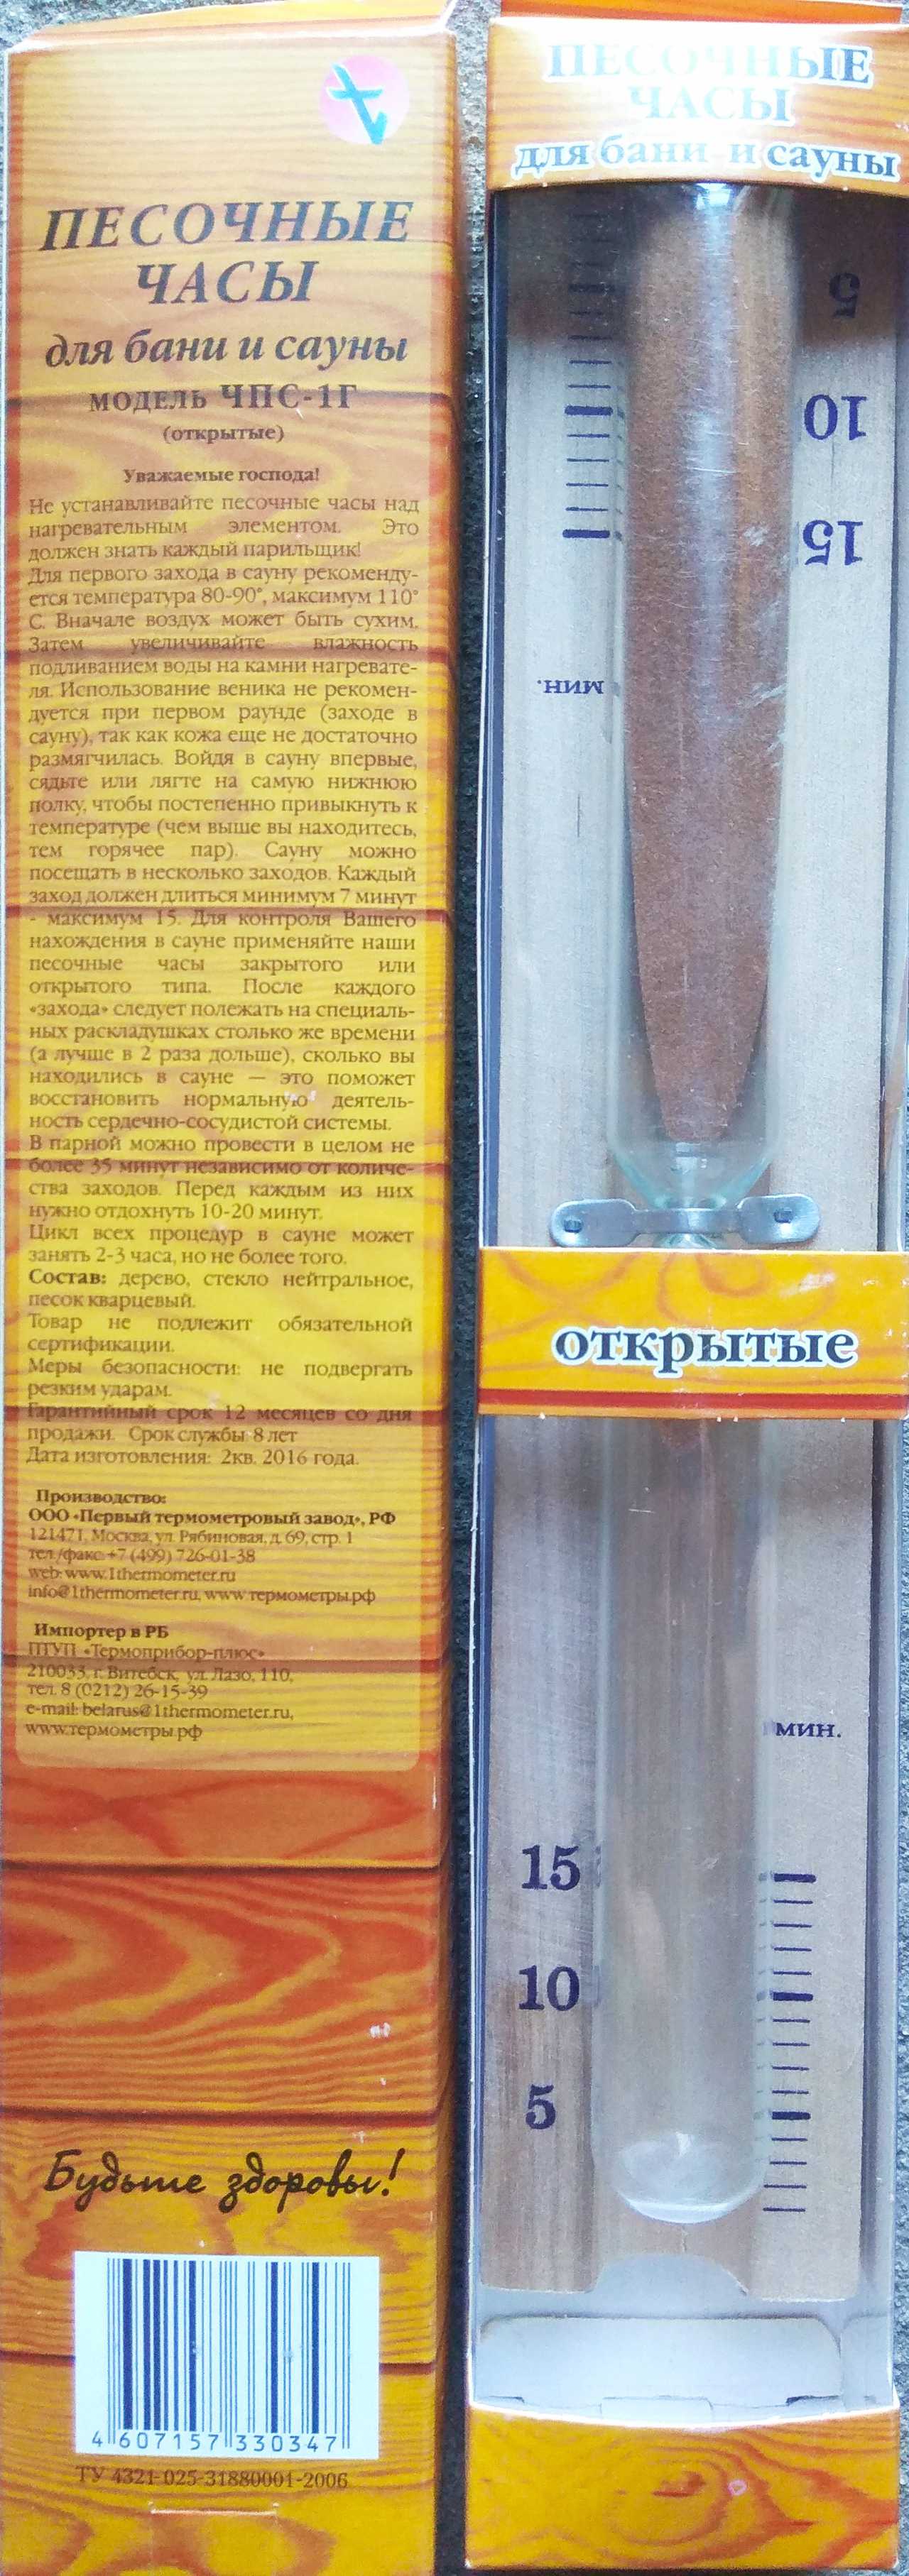 ПЕСОЧНЫЕ
ЧАСЫ
для бани и сауны
МОДЕЛЬ ЧПС-1Г
(открытые)
Уважаемые господа!
Не устанавливайте песочные часы над
нагревательным элементом. Это
должен знать каждый парильщик!
Для первого захода в сауну рекоменду-
ется температура 80-90°, максимум 110°
С. Вначале воздух может быть сухим.
Затем увеличивайте влажность
подливанием воды на камни нагревате-
ля. Использование веника не рекомен-
дуется при первом раунде (заходе в
сауну), так как кожа еще не достаточно
размягчилась. Войдя в сауну впервые,
сядьте или лягте на самую нижнюю
полку, чтобы постепенно привыкнуть к
температуре (чем выше вы находитесь,
тем горячее пар). Сауну можно
посещать в несколько заходов. Каждый
заход должен длиться минимум 7 минут
- максимум 15. Для контроля Вашего
нахождения в сауне применяйте наши
песочные часы закрытого или
открытого типа. После каждого
«захода» следует полежать на специаль-
ных раскладушках столько же времени
(а лучше в 2 раза дольше), сколько вы
находились в сауне — это поможет
восстановить нормальную деятель-
ность сердечно-сосудистой системы.
В парной можно провести в целом не
более 35 минут независимо от количе-
ства заходов. Перед каждым из них
нужно отдохнуть 10-20 минут.
Цикл всех процедур в сауне может
занять 2-3 часа, но не более того.
Состав: дерево, стекло нейтральное,
песок кварцевый.
Товар не подлежит обязательной
сертификации.
Меры безопасности: не подвергать
резким ударам.
Гарантийный срок 12 месяцев со дня
продажи. Срок службы 8 лет
Дата изготовления: 2кв. 2016 года.
Производство:
ООО «Первый термометровый завод», РФ
121471, Москва, ул. Рябиновая, д. 69, стр. 1
тел./факс: +7 (499) 726-01-38
web: www.1thermometer.ru
info@1thermometer.ru, www.термометры.рф
Импортер в РБ
ПТУП «Термоприбор-плюс»
210033, г. Витебск, ул. Лазо, 110,
тел. 8 (0212) 26-15-39
e-mail: belarus@1thermometer.ru,
www.термометры.рф
Будьте здоровы!
4 607157 330347
ТУ 4321-025-31880001-2006
ПЕСОЧНЫЕ
ЧАСЫ
для бани и сауны
5
10
15
мин.
открытые
мин.
15
10
5